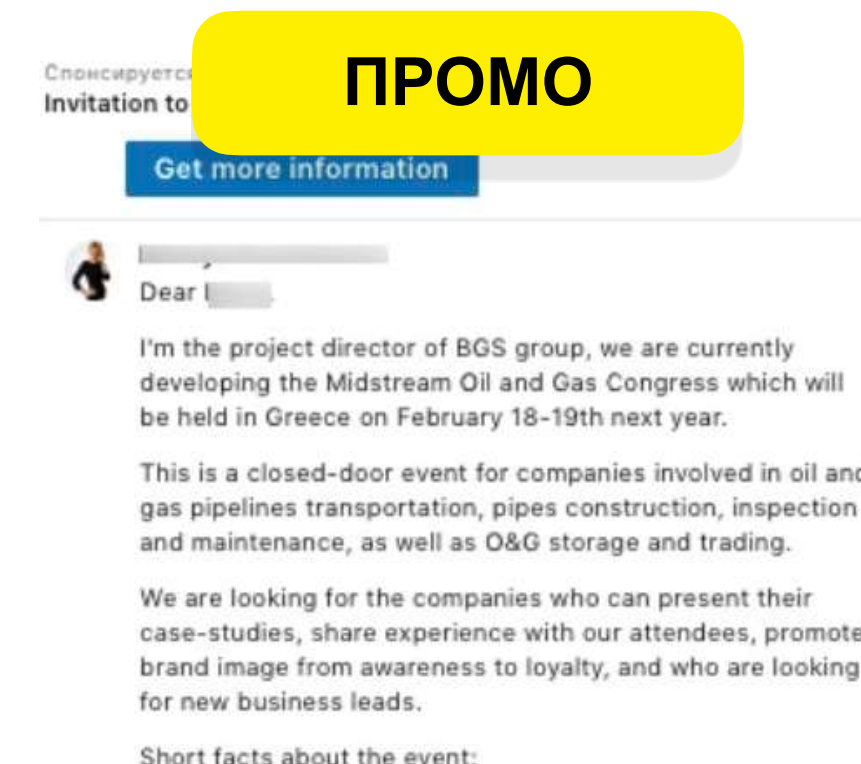 ПРОМО
Спонсируется
Invitation to
Get more information
Dear
I'm the project director of BGS group, we are currently
developing the Midstream Oil and Gas Congress which will
be held in Greece on February 18-19th next year.
This is a closed-door event for companies involved in oil and
gas pipelines transportation, pipes construction, inspection
and maintenance, as well as O&G storage and trading.
We are looking for the companies who can present their
case-studies, share experience with our attendees, promote
brand image from awareness to loyalty, and who are looking
for new business leads.
Short facts about the event: